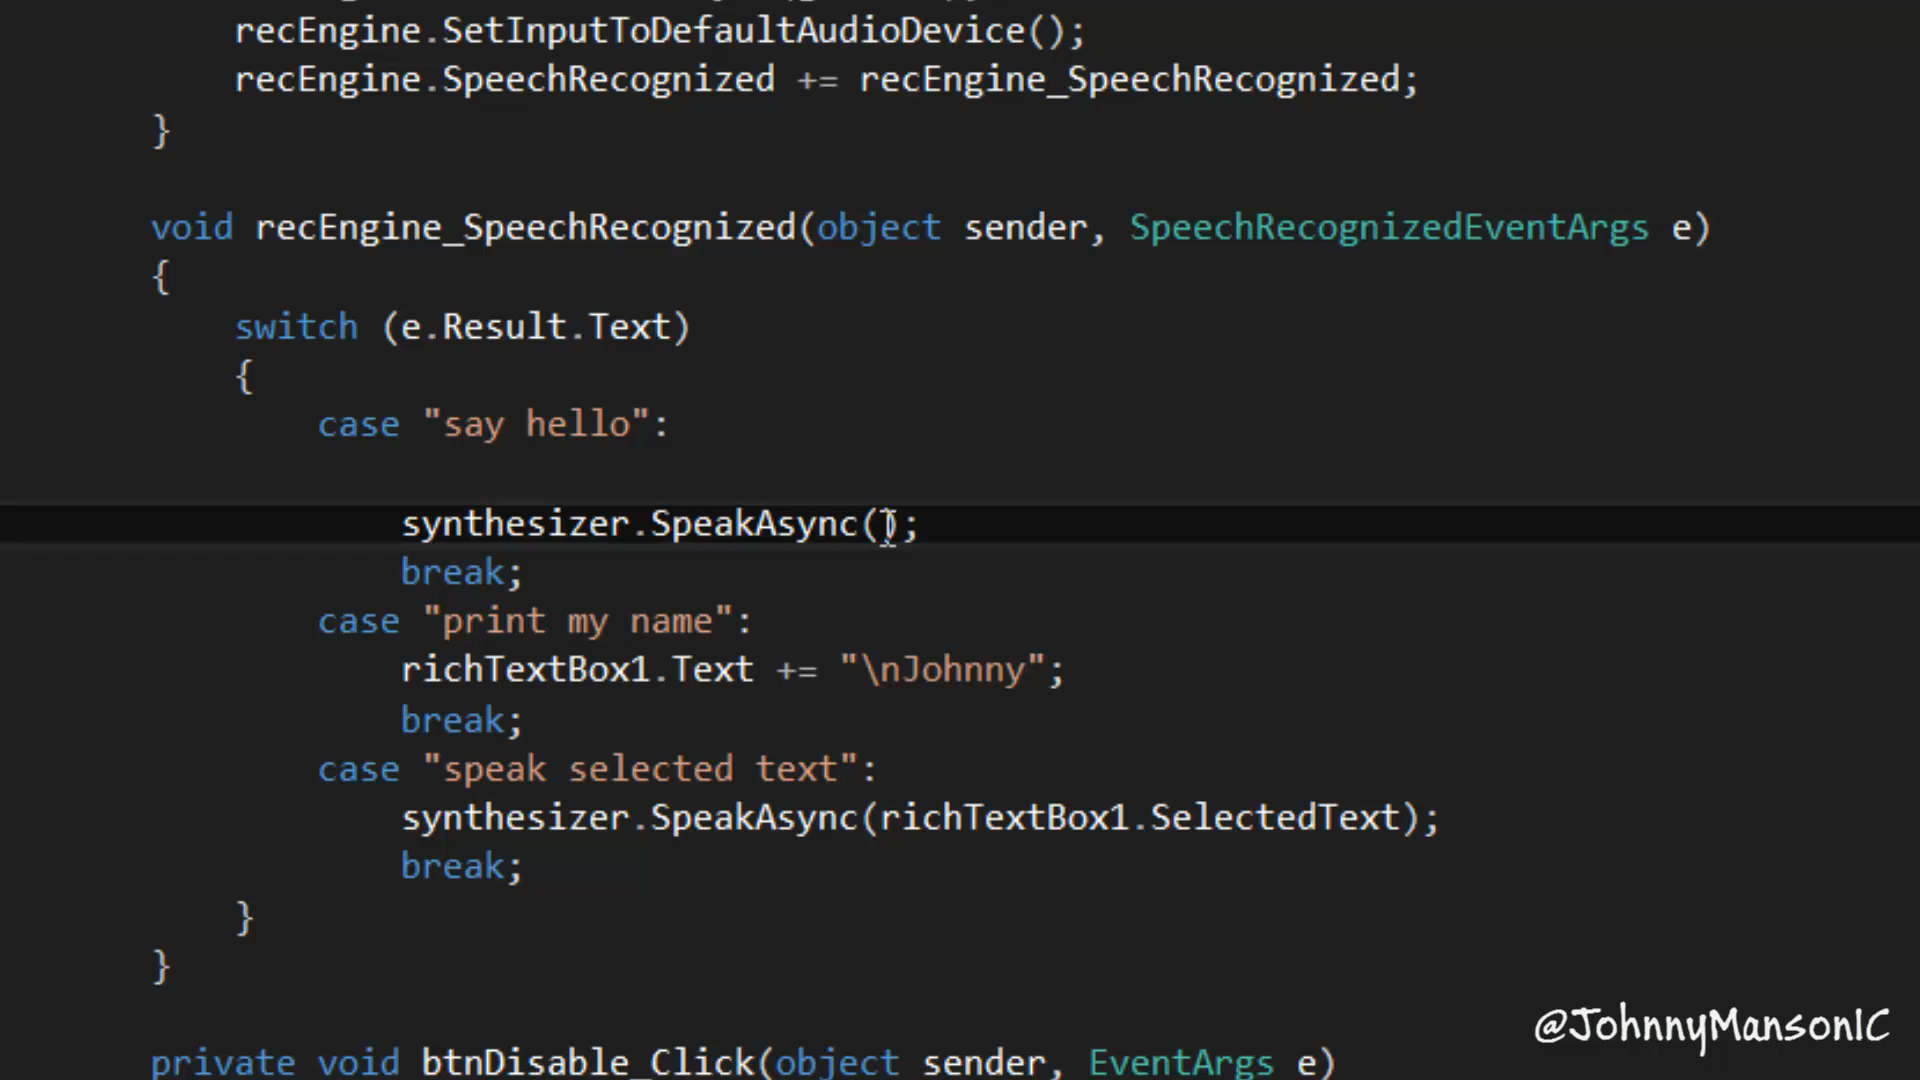 recEngine.SetInputToDefaultAudioDevice();
recEngine.SpeechRecognized += recEngine_SpeechRecognized;
}
void recEngine_SpeechRecognized(object sender, SpeechRecognizedEventArgs e)
{
switch (e.Result.Text)
{
case "say hello":
synthesizer.SpeakAsync();
break;
case "print my name":
richTextBox1.Text += "\nJohnny";
break;
case "speak selected text":
synthesizer.SpeakAsync(richTextBox1.SelectedText);
break;
}
}
private void btnDisable_Click(object sender, EventArgs e)
@JohnnyMansonIC